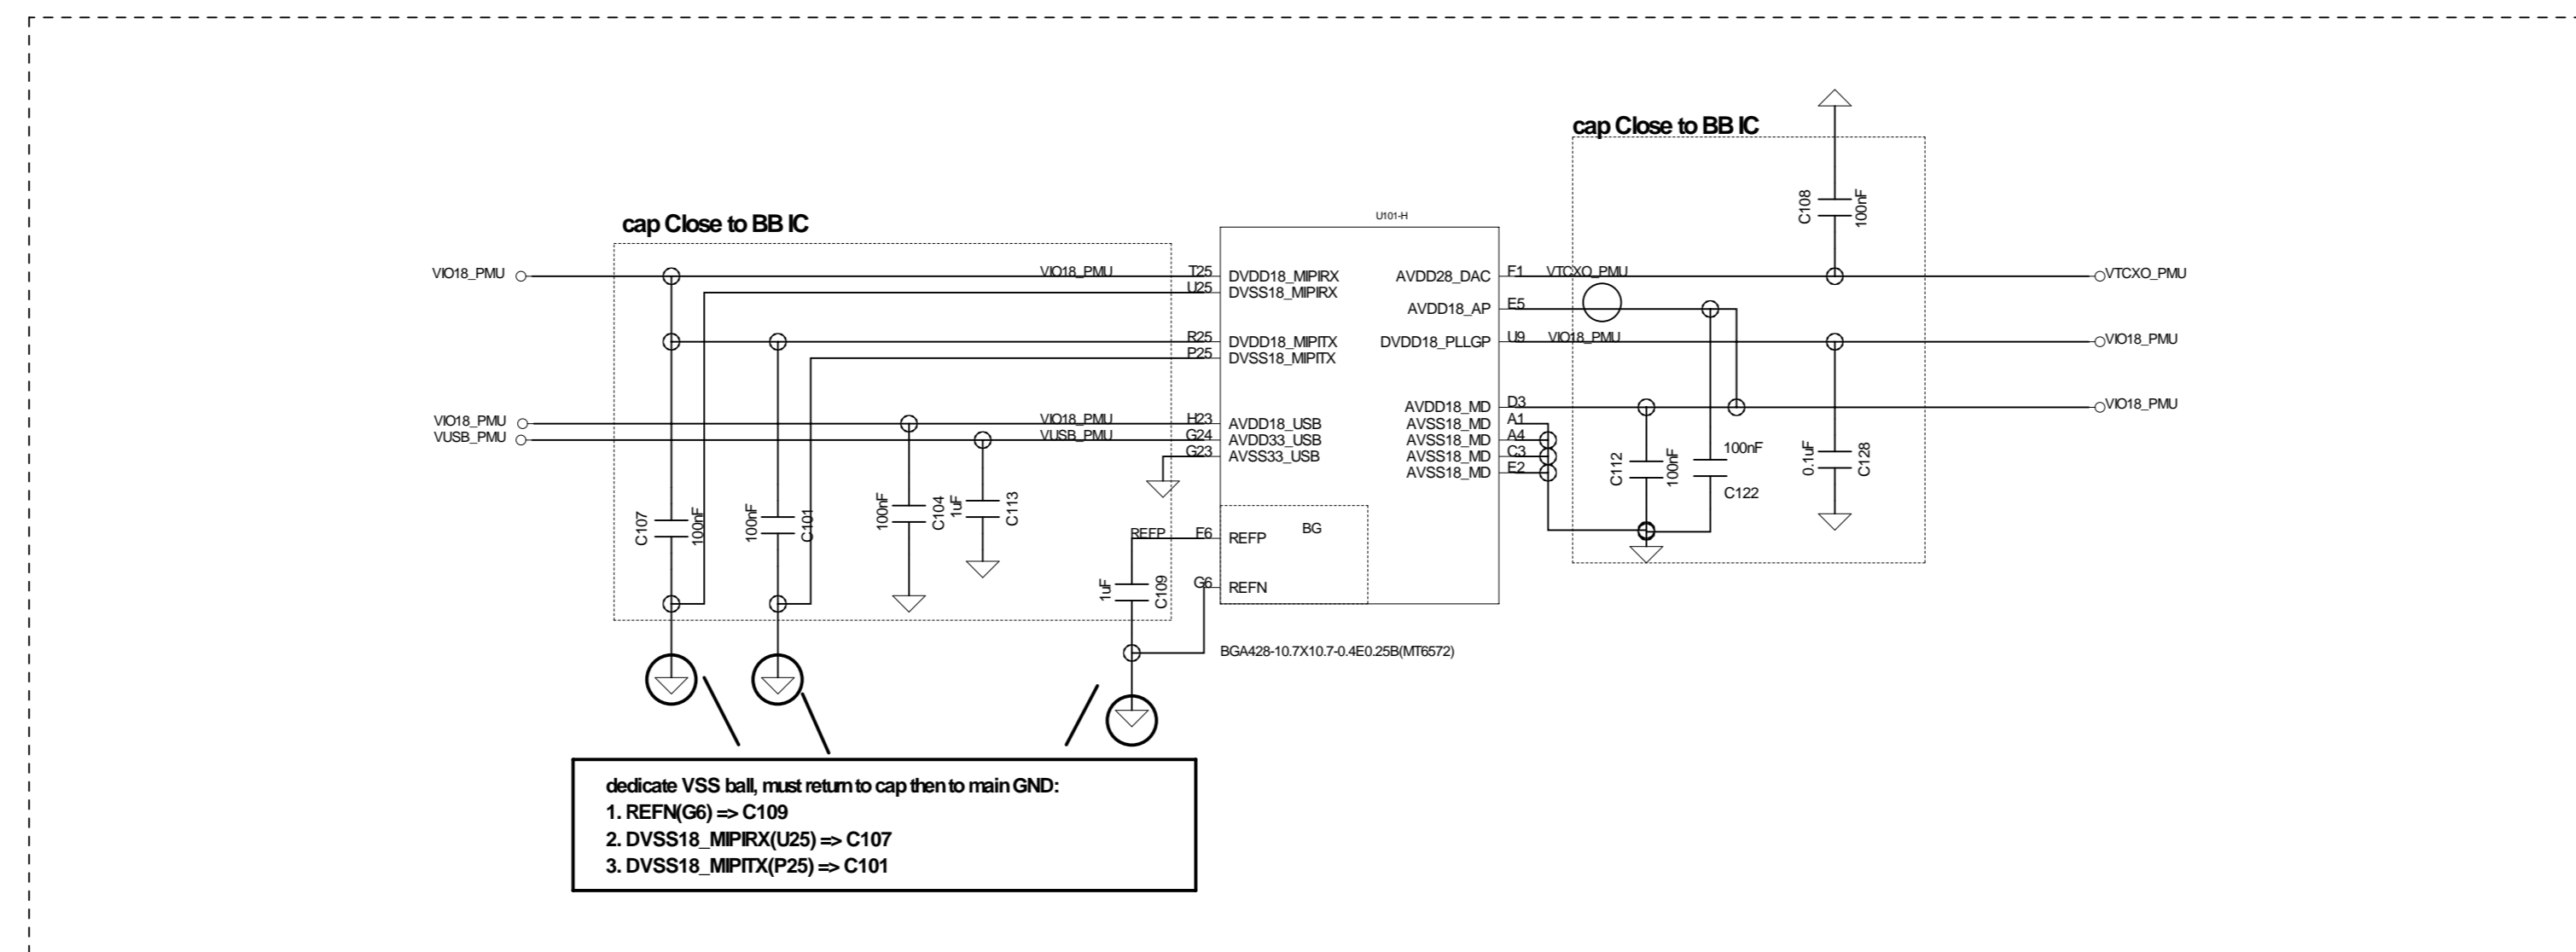 cap Close to BB IC
cap Close to BB IC
U101-H
C108
100nF
VIO18_PMU
VIO18_PMU
T25
DVDD18_MIPIRX
AVDD28_DAC
F1
VTCXO_PMU
VTCXO_PMU
U25
DVSS18_MIPIRX
AVDD18_AP
E5
R25
DVDD18_MIPITX
DVDD18_PLLGP
U9
VIO18_PMU
VIO18_PMU
P25
DVSS18_MIPITX
AVDD18_MD
D3
VIO18_PMU
VIO18_PMU
VIO18_PMU
H23
AVDD18_USB
AVSS18_MD
A1
VUSB_PMU
VUSB_PMU
G24
AVDD33_USB
AVSS18_MD
A4
G23
AVSS33_USB
AVSS18_MD
C3
AVSS18_MD
E2
C112
100nF
100nF
C122
0.1uF
C128
C107
100nF
100nF
C101
100nF
C104
1uF
C113
REFP
F6
REFP
BG
1uF
C109
G6
REFN
BGA428-10.7X10.7-0.4E0.25B(MT6572)
dedicate VSS ball, must return to cap then to main GND:
1. REFN(G6) => C109
2. DVSS18_MIPIRX(U25) => C107
3. DVSS18_MIPITX(P25) => C101